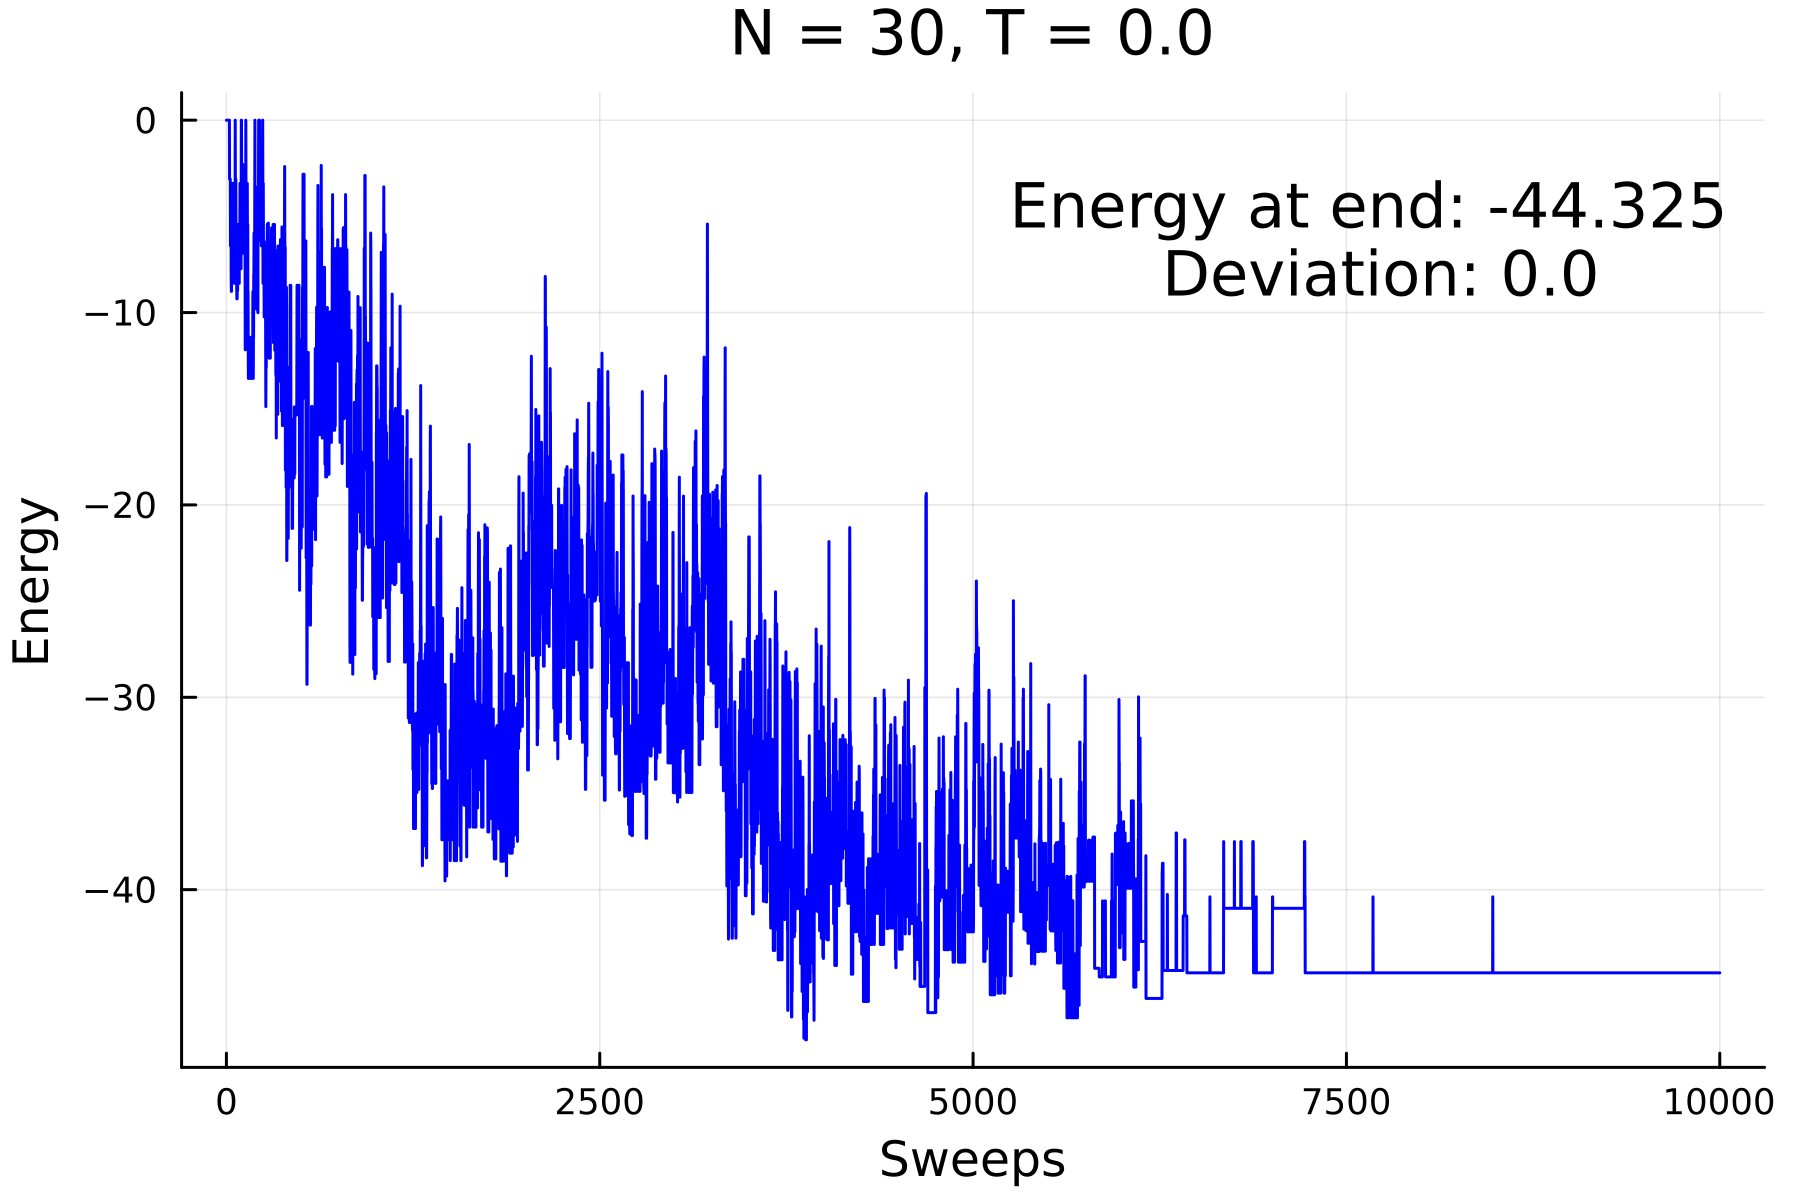 N = 30, T = 0.0
Energy at end: -44.325
Deviation: 0.0
Energy
0
−10
−20
−30
−40
0 2500 5000 7500 10000
Sweeps